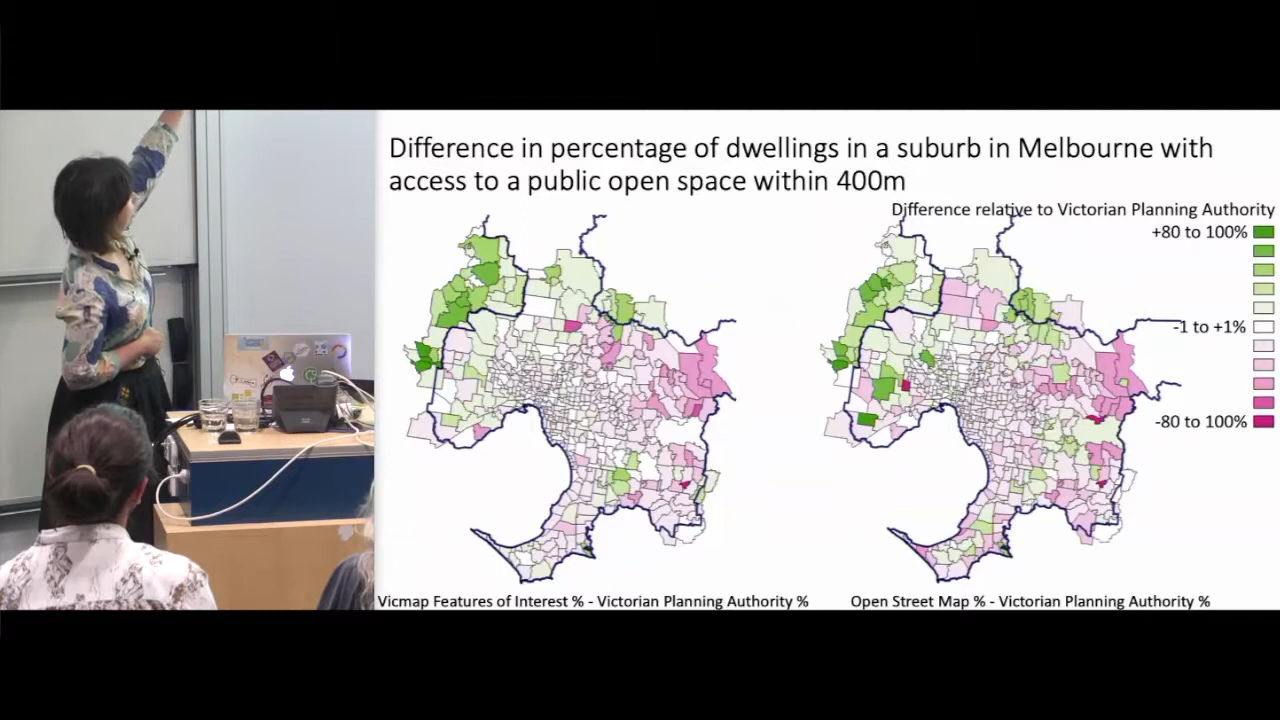 Difference in percentage of dwellings in a suburb in Melbourne with
access to a public open space within 400m
Difference relative to Victorian Planning Authority
+80 to 100%
-1 to +1%
-80 to 100%
Vicmap Features of Interest % - Victorian Planning Authority %
Open Street Map % - Victorian Planning Authority %